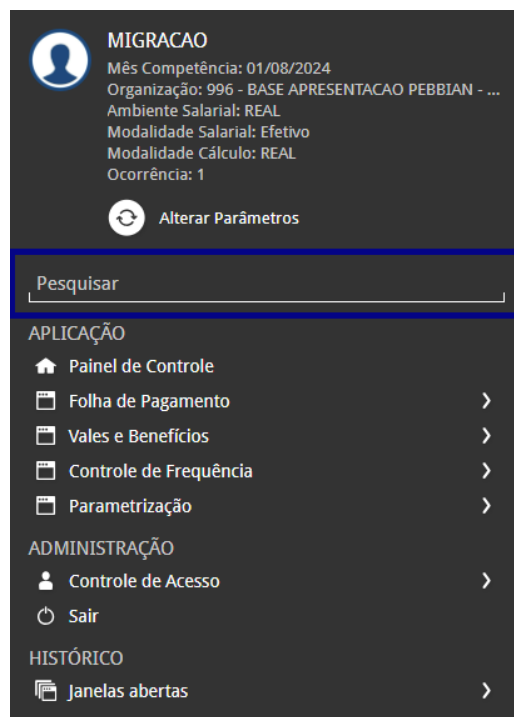 MIGRACAO
Mês Competência: 01/08/2024
Organização: 996 - BASE APRESENTACAO PEBBIAN - ...
Ambiente Salarial: REAL
Modalidade Salarial: Efetivo
Modalidade Cálculo: REAL
Ocorrência: 1
Alterar Parâmetros
Pesquisar
APLICAÇÃO
Painel de Controle
Folha de Pagamento
Vales e Benefícios
Controle de Frequência
Parametrização
ADMINISTRAÇÃO
Controle de Acesso
Sair
HISTÓRICO
Janelas abertas